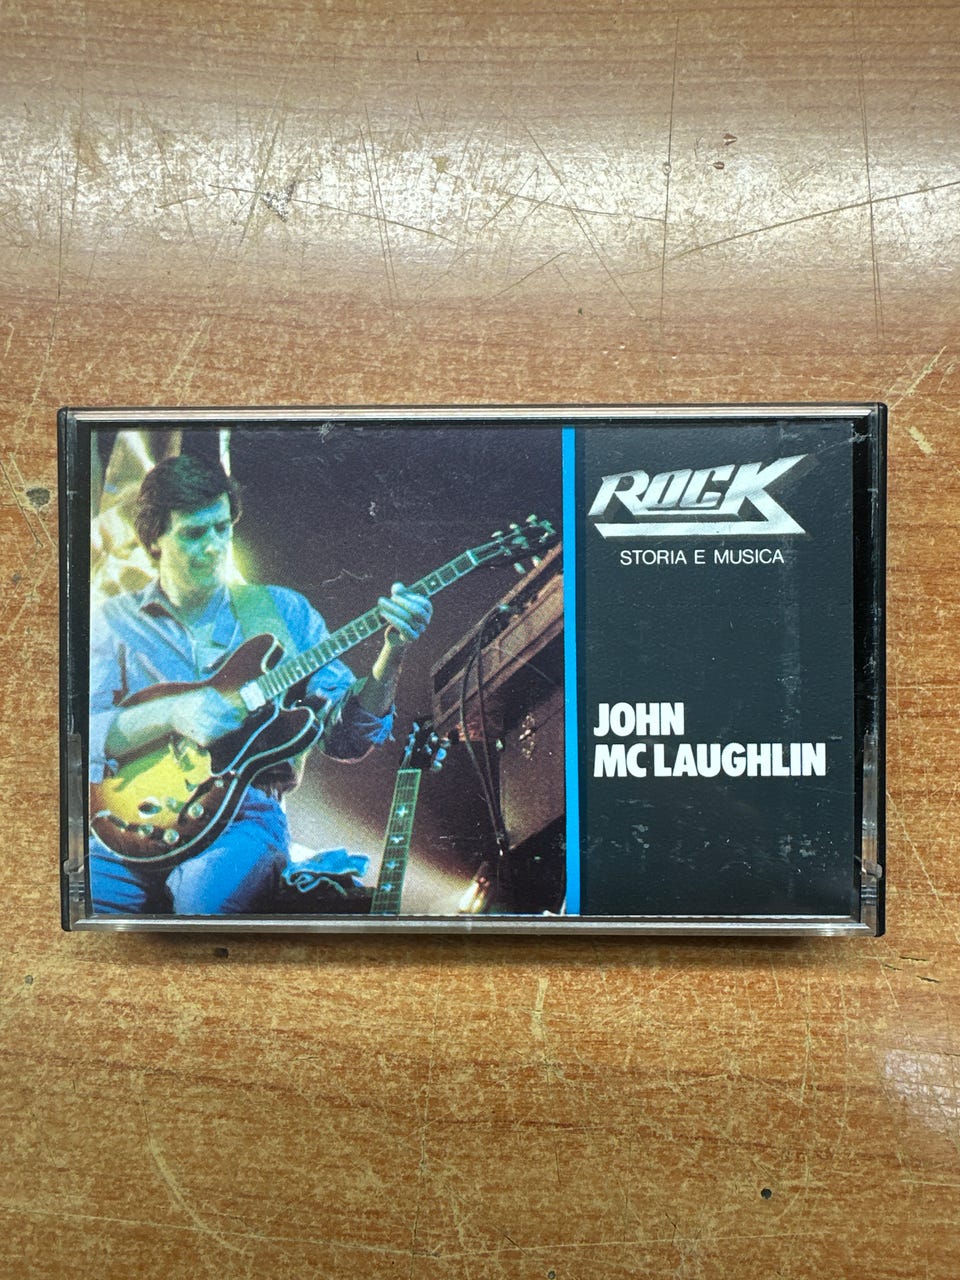 ROCK
STORIA E MUSICA
JOHN
MC LAUGHLIN